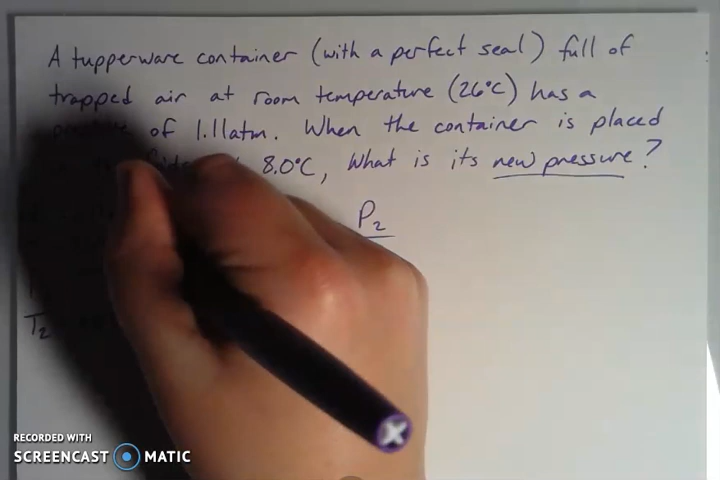 A tupperware container (with a perfect seal) full of
trapped air at room temperature (26°C) has a
of 1.11atm. When the container is placed
8.0°C, What is its new pressure?
P₂
T₂
RECORDED WITH
SCREENCAST MATIC